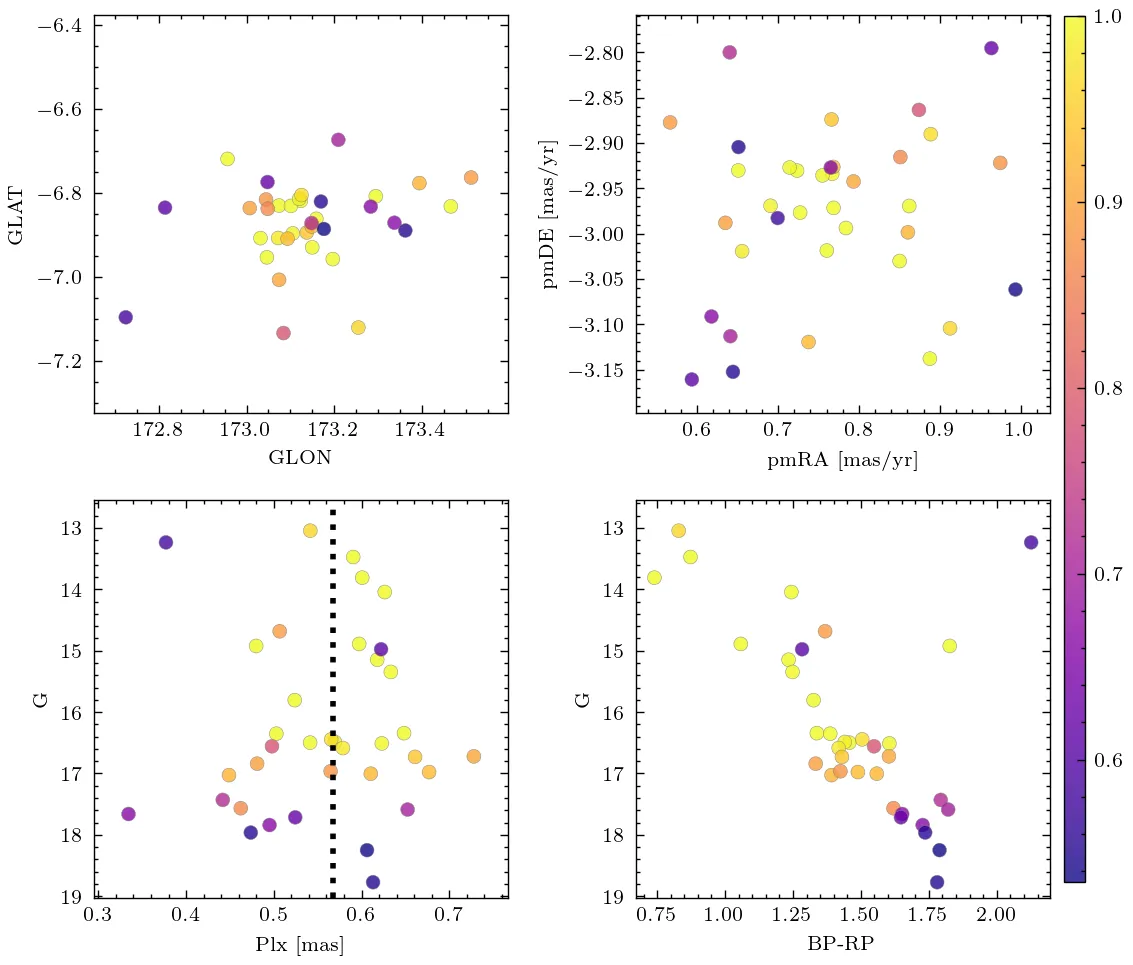 −6.4
−6.6
−6.8
−7.0
−7.2
GLAT
172.8 173.0 173.2 173.4
GLON
−2.80
−2.85
−2.90
−2.95
−3.00
−3.05
−3.10
−3.15
pmDE [mas/yr]
0.6 0.7 0.8 0.9 1.0
pmRA [mas/yr]
1.0
0.9
0.8
0.7
0.6
13
14
15
16
17
18
19
G
0.3 0.4 0.5 0.6 0.7
Plx [mas]
13
14
15
16
17
18
19
G
0.75 1.00 1.25 1.50 1.75 2.00
BP-RP